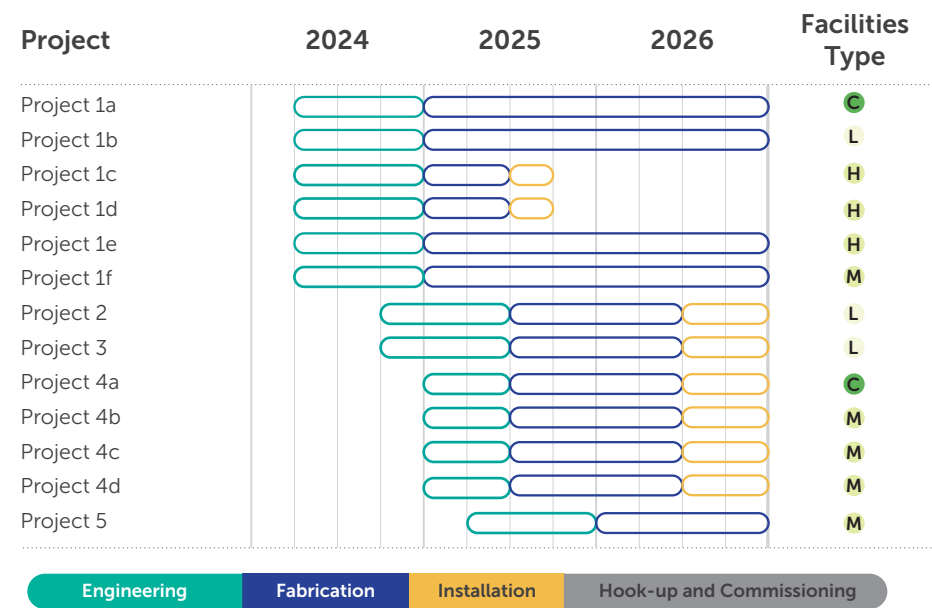 Project 2024 2025 2026 Facilities Type
Project 1a C
Project 1b L
Project 1c H
Project 1d H
Project 1e H
Project 1f M
Project 2 L
Project 3 L
Project 4a C
Project 4b M
Project 4c M
Project 4d M
Project 5 M
Engineering Fabrication Installation Hook-up and Commissioning